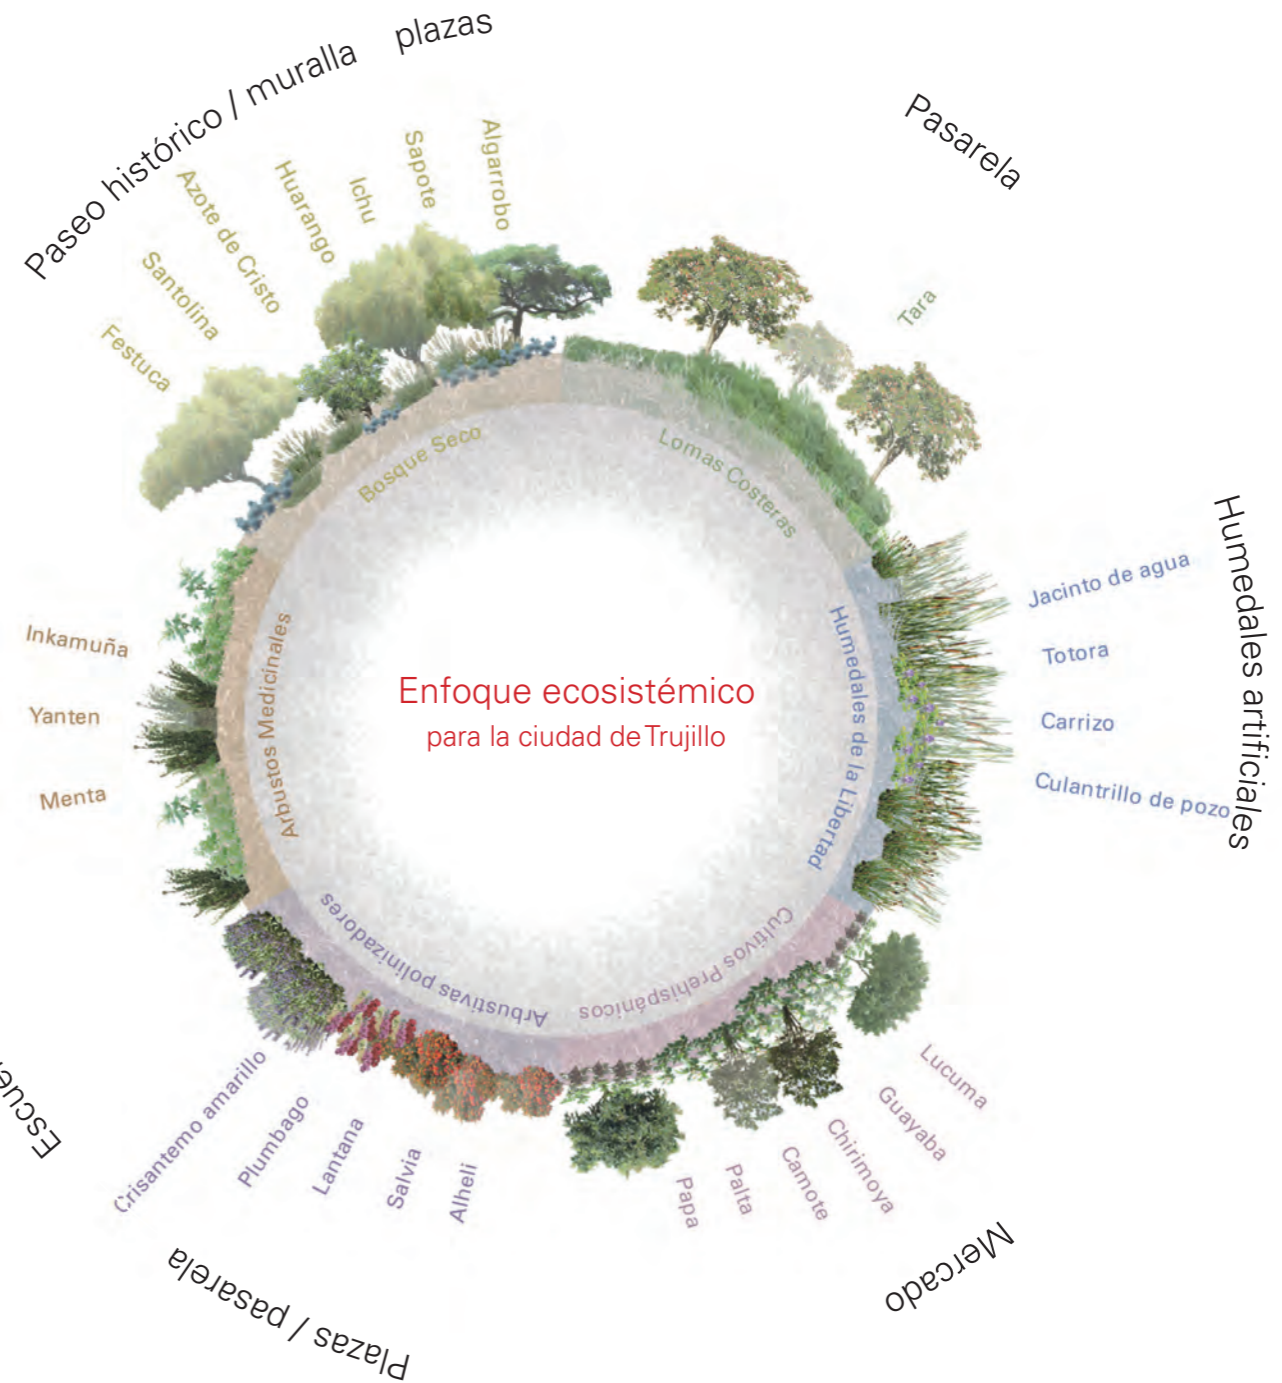 Enfoque ecosistémico
para la ciudad de Trujillo
Paseo histórico / muralla plazas
Festuca
Santolina
Azote de Cristo
Huarango
Ichu
Sapote
Algarrobo
Bosque Seco
Pasarela
Tara
Lomas Costeras
Humedales artificiales
Jacinto de agua
Totora
Carrizo
Culantrillo de pozo
Humedales de la Libertad
Mercado
Lucuma
Guayaba
Chirimoya
Camote
Palta
Papa
Cultivos Prehispánicos
Plazas / pasarela
Alheli
Salvia
Lantana
Plumbago
Crisantemo amarillo
Arbustivas polinizadores
Inkamuña
Yanten
Menta
Arbustos Medicinales